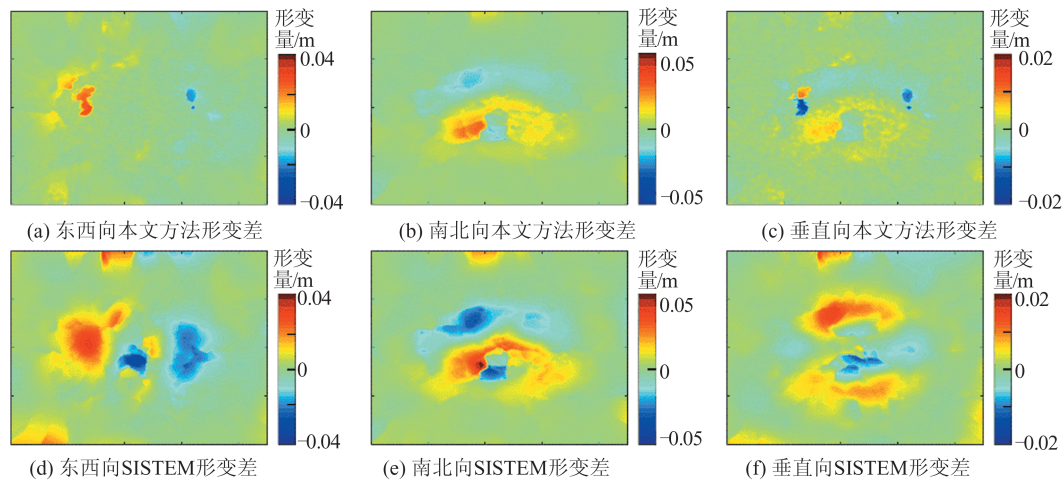 形变
量/m
0.04
0
−0.04
形变
量/m
0.05
0
−0.05
形变
量/m
0.02
0
−0.02
(a) 东西向本文方法形变差
(b) 南北向本文方法形变差
(c) 垂直向本文方法形变差
形变
量/m
0.04
0
−0.04
形变
量/m
0.05
0
−0.05
形变
量/m
0.02
0
−0.02
(d) 东西向SISTEM形变差
(e) 南北向SISTEM形变差
(f) 垂直向SISTEM形变差